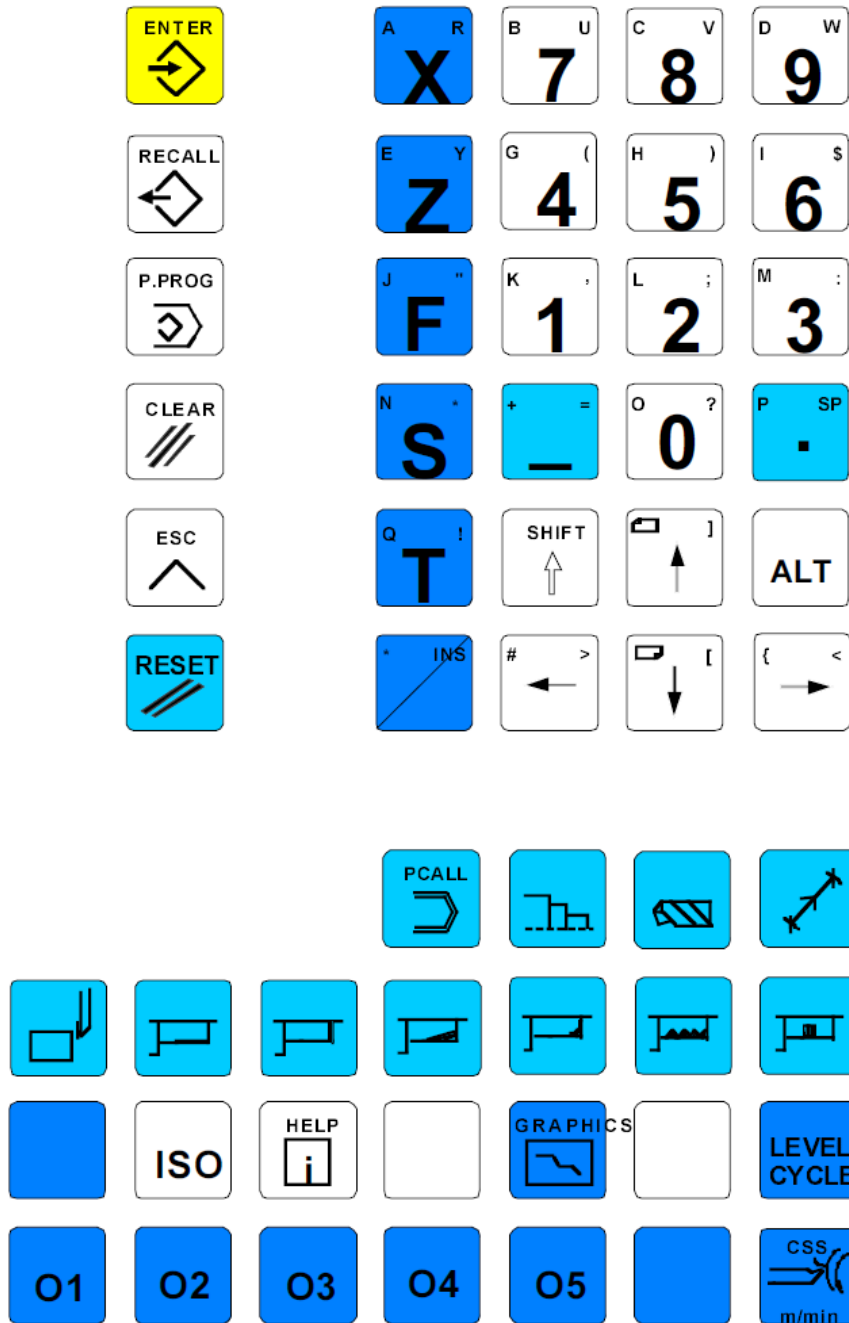 ENTER
A R
X
B U
7
C V
8
D W
9
RECALL
E Y
Z
G (
4
H )
5
I $
6
P.PROG
J "
F
K ,
1
L ;
2
M :
3
CLEAR
N *
S
+ =
–
O ?
0
P SP
.
ESC
Q !
T
SHIFT
]
ALT
RESET
* INS
# >
[
{ <
PCALL
ISO
HELP
i
GRAPHICS
LEVEL
CYCLE
O1
O2
O3
O4
O5
CSS
m/min